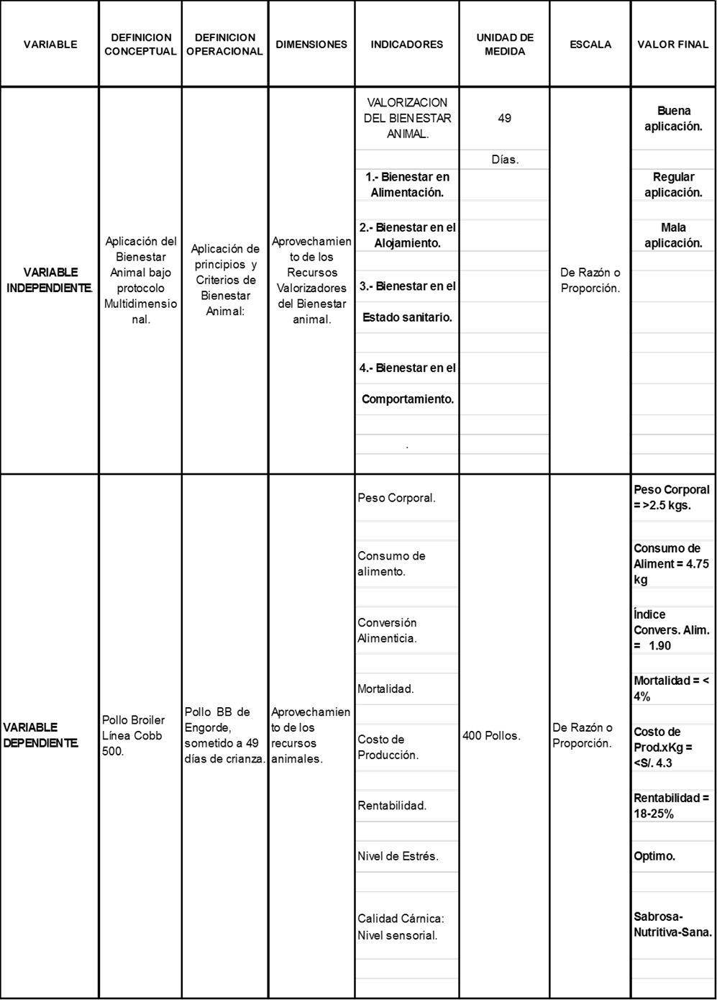 VARIABLE
DEFINICION
CONCEPTUAL
DEFINICION
OPERACIONAL
DIMENSIONES
INDICADORES
UNIDAD DE
MEDIDA
ESCALA
VALOR FINAL
VARIABLE
INDEPENDIENTE.
Aplicación del
Bienestar
Animal bajo
protocolo
Multidimensio
nal.
Aplicación de
principios y
Criterios de
Bienestar
Animal:
Aprovechamien
to de los
Recursos
Valorizadores
del Bienestar
animal.
VALORIZACION
DEL BIENESTAR
ANIMAL.
1.- Bienestar en
Alimentación.
2.- Bienestar en el
Alojamiento.
3.- Bienestar en el
Estado sanitario.
4.- Bienestar en el
Comportamiento.
.
49
Días.
De Razón o
Proporción.
Buena
aplicación.
Regular
aplicación.
Mala
aplicación.
VARIABLE
DEPENDIENTE.
Pollo Broiler
Línea Cobb
500.
Pollo BB de
Engorde,
sometido a 49
días de crianza.
Aprovechamien
to de los
recursos
animales.
Peso Corporal.
Consumo de
alimento.
Conversión
Alimenticia.
Mortalidad.
Costo de
Producción.
Rentabilidad.
Nivel de Estrés.
Calidad Cárnica:
Nivel sensorial.
400 Pollos.
De Razón o
Proporción.
Peso Corporal
= >2.5 kgs.
Consumo de
Aliment = 4.75
kg
Índice
Convers. Alim.
= 1.90
Mortalidad = <
4%
Costo de
Prod.xKg =
<S/. 4.3
Rentabilidad =
18-25%
Optimo.
Sabrosa-
Nutritiva-Sana.